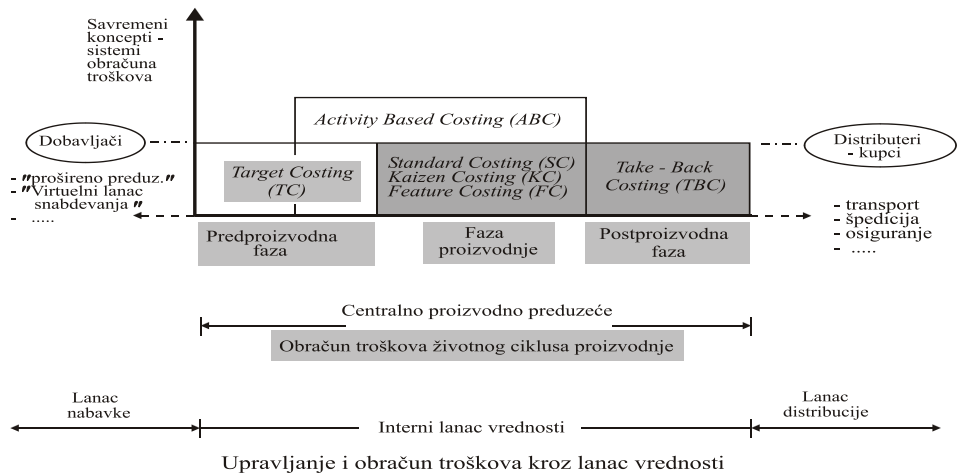 Savremeni
koncepti -
sistemi
obračuna
troškova
Activity Based Costing (ABC)
Dobavljači
Distributeri
- kupci
Target Costing
(TC)
Standard Costing (SC)
Kaizen Costing (KC)
Feature Costing (FC)
Take - Back
Costing (TBC)
- "prošireno preduz."
- "Virtuelni lanac
snabdevanja"
- .....
- transport
- špedicija
- osiguranje
- .....
Predproizvodna
faza
Faza
proizvodnje
Postproizvodna
faza
Centralno proizvodno preduzeće
Obračun troškova životnog ciklusa proizvodnje
Lanac
nabavke
Interni lanac vrednosti
Lanac
distribucije
Upravljanje i obračun troškova kroz lanac vrednosti